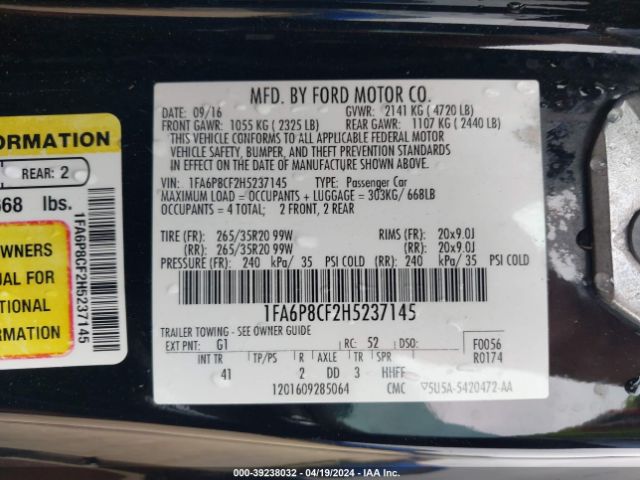 MFD. BY FORD MOTOR CO.
DATE: 09/16 GVWR: 2141 KG ( 4720 LB)
FRONT GAWR: 1055 KG ( 2325 LB) REAR GAWR: 1107 KG ( 2440 LB)
THIS VEHICLE CONFORMS TO ALL APPLICABLE FEDERAL MOTOR
VEHICLE SAFETY, BUMPER, AND THEFT PREVENTION STANDARDS
IN EFFECT ON THE DATE OF MANUFACTURE SHOWN ABOVE.
VIN: 1FA6P8CF2H5237145 TYPE: Passenger Car
MAXIMUM LOAD = OCCUPANTS + LUGGAGE = 303KG/ 668LB
OCCUPANTS = 4 TOTAL; 2 FRONT, 2 REAR
TIRE (FR): 265/35R20 99W RIMS (FR): 20x9.0J
(RR): 265/35R20 99W (RR): 20x9.0J
PRESSURE (FR): 240 kPa/ 35 PSI COLD (RR): 240 kPa/ 35 PSI COLD
1FA6P8CF2H5237145
TRAILER TOWING - SEE OWNER GUIDE
EXT PNT: G1 RC: 52 DSO: F0056
R0174
INT TR TP/PS R AXLE TR SPR
41 2 DD 3 HHFF
1201609285064 CMC 5U5A-5420472-AA
ORMATION
REAR: 2
668 lbs.
WNERS
UAL FOR
TIONAL
MATION
1FA6P8CF2H5237145
000-39238032 - 04/19/2024 - IAA Inc.